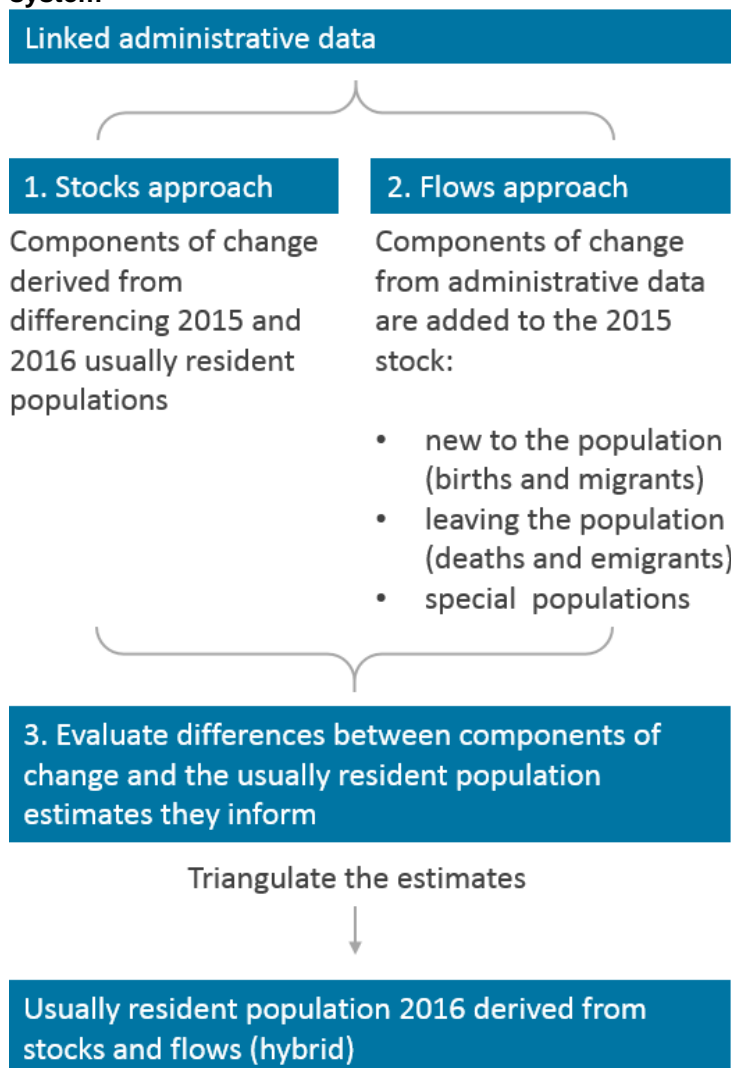 system
Linked administrative data
1. Stocks approach
Components of change
derived from
differencing 2015 and
2016 usually resident
populations
2. Flows approach
Components of change
from administrative data
are added to the 2015
stock:
• new to the population
(births and migrants)
• leaving the population
(deaths and emigrants)
• special populations
3. Evaluate differences between components of
change and the usually resident population
estimates they inform
Triangulate the estimates
Usually resident population 2016 derived from
stocks and flows (hybrid)